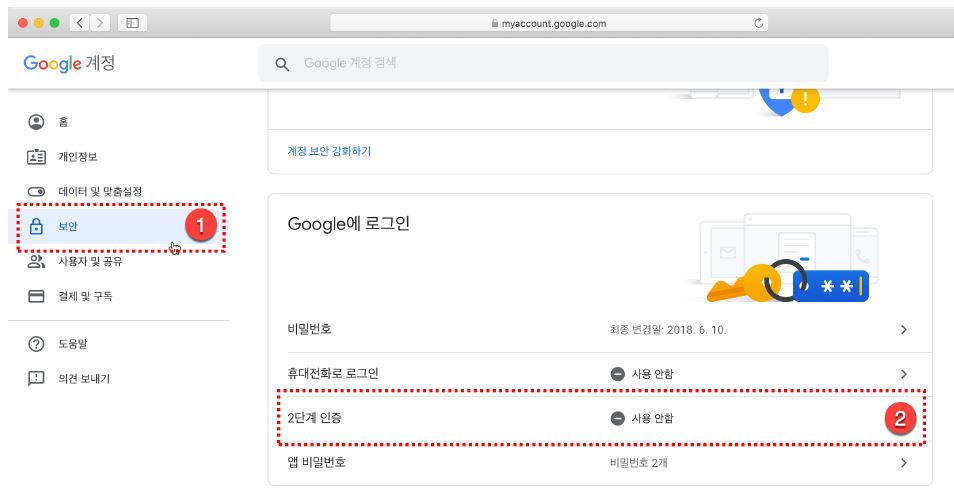 myaccount.google.com
Google 계정
Google 계정 검색
홈
개인정보
데이터 및 맞춤설정
보안
1
사용자 및 공유
결제 및 구독
도움말
의견 보내기
계정 보안 강화하기
Google에 로그인
**
비밀번호
최종 변경일: 2018. 6. 10.
휴대전화로 로그인
사용 안함
2단계 인증
사용 안함
2
앱 비밀번호
비밀번호 2개